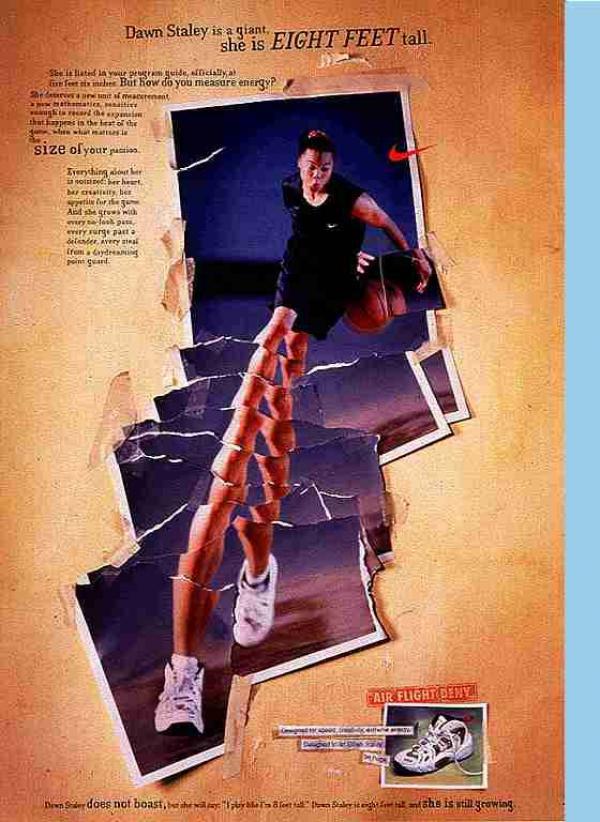 Dawn Staley is a giant,
she is EIGHT FEET tall.
She is listed in your program guide, officially, at
five feet six inches. But how do you measure energy?
She deserves a new unit of measurement,
a new mathematics, sensitive
enough to record the expansion
that happens in the heat of the
game, when what matters is
the
size of your passion.
Everything about her
is outsized: her heart,
her creativity, her
appetite for the game.
And she grows with
every no-look pass,
every surge past a
defender, every steal
from a daydreaming
point guard.
AIR FLIGHT DENY
Designed for speed, creativity, extreme energy.
Designed for Dawn Staley.
Dawn Staley does not boast, but she will say: "I play like I'm 8 feet tall." Dawn Staley is eight feet tall, and she is still growing.